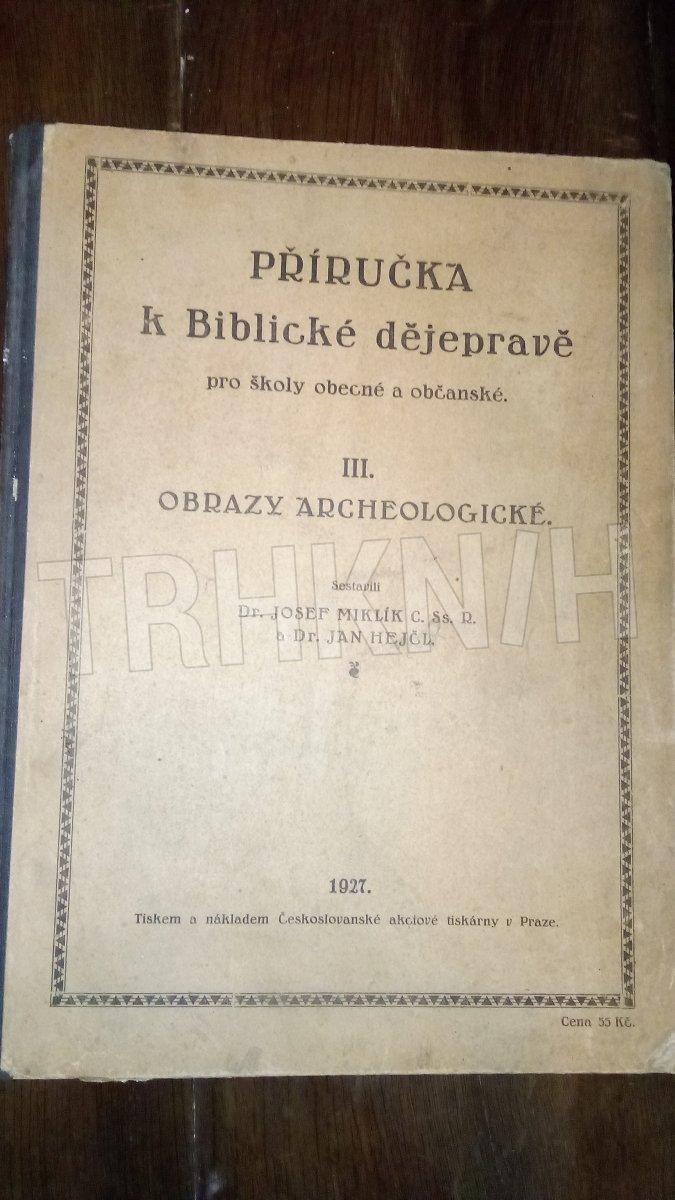 PŘÍRUČKA
k Biblické dějepravě
pro školy obecné a občanské.
III.
OBRAZY ARCHEOLOGICKÉ.
Sestavili
Dr. JOSEF MIKLÍK C. Ss. R.
a Dr. JAN HEJČL.
TRHKNIH
1927.
Tiskem a nákladem Českoslovanské akciové tiskárny v Praze.
Cena 55 Kč.